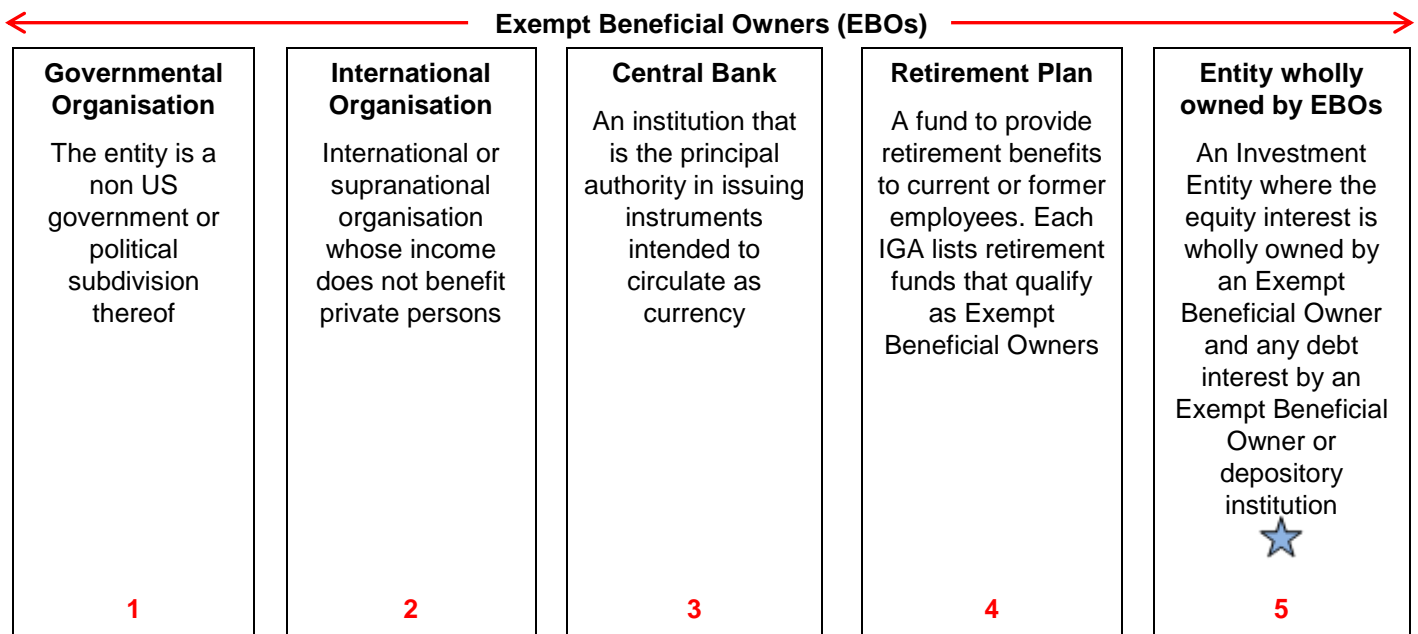 Exempt Beneficial Owners (EBOs)
Governmental
Organisation
The entity is a
non US
government or
political
subdivision
thereof
1
International
Organisation
International or
supranational
organisation
whose income
does not benefit
private persons
2
Central Bank
An institution that
is the principal
authority in issuing
instruments
intended to
circulate as
currency
3
Retirement Plan
A fund to provide
retirement benefits
to current or former
employees. Each
IGA lists retirement
funds that qualify
as Exempt
Beneficial Owners
4
Entity wholly
owned by EBOs
An Investment
Entity where the
equity interest is
wholly owned by
an Exempt
Beneficial Owner
and any debt
interest by an
Exempt Beneficial
Owner or
depository
institution
5